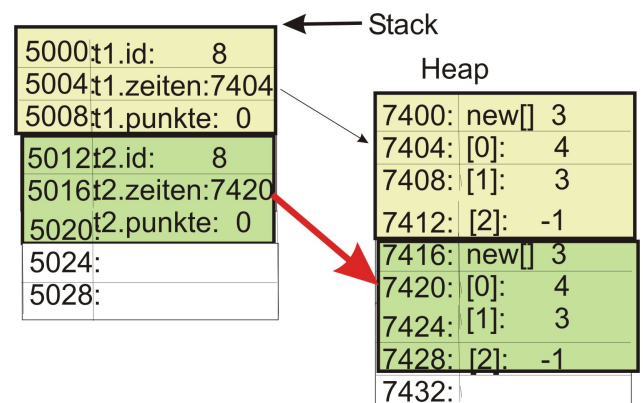 Stack
5000: t1.id: 8
5004: t1.zeiten: 7404
5008: t1.punkte: 0
5012 t2.id: 8
5016: t2.zeiten: 7420
5020: t2.punkte: 0
5024:
5028:
Heap
7400: new[] 3
7404: [0]: 4
7408: [1]: 3
7412: [2]: -1
7416: new[] 3
7420: [0]: 4
7424: [1]: 3
7428: [2]: -1
7432: